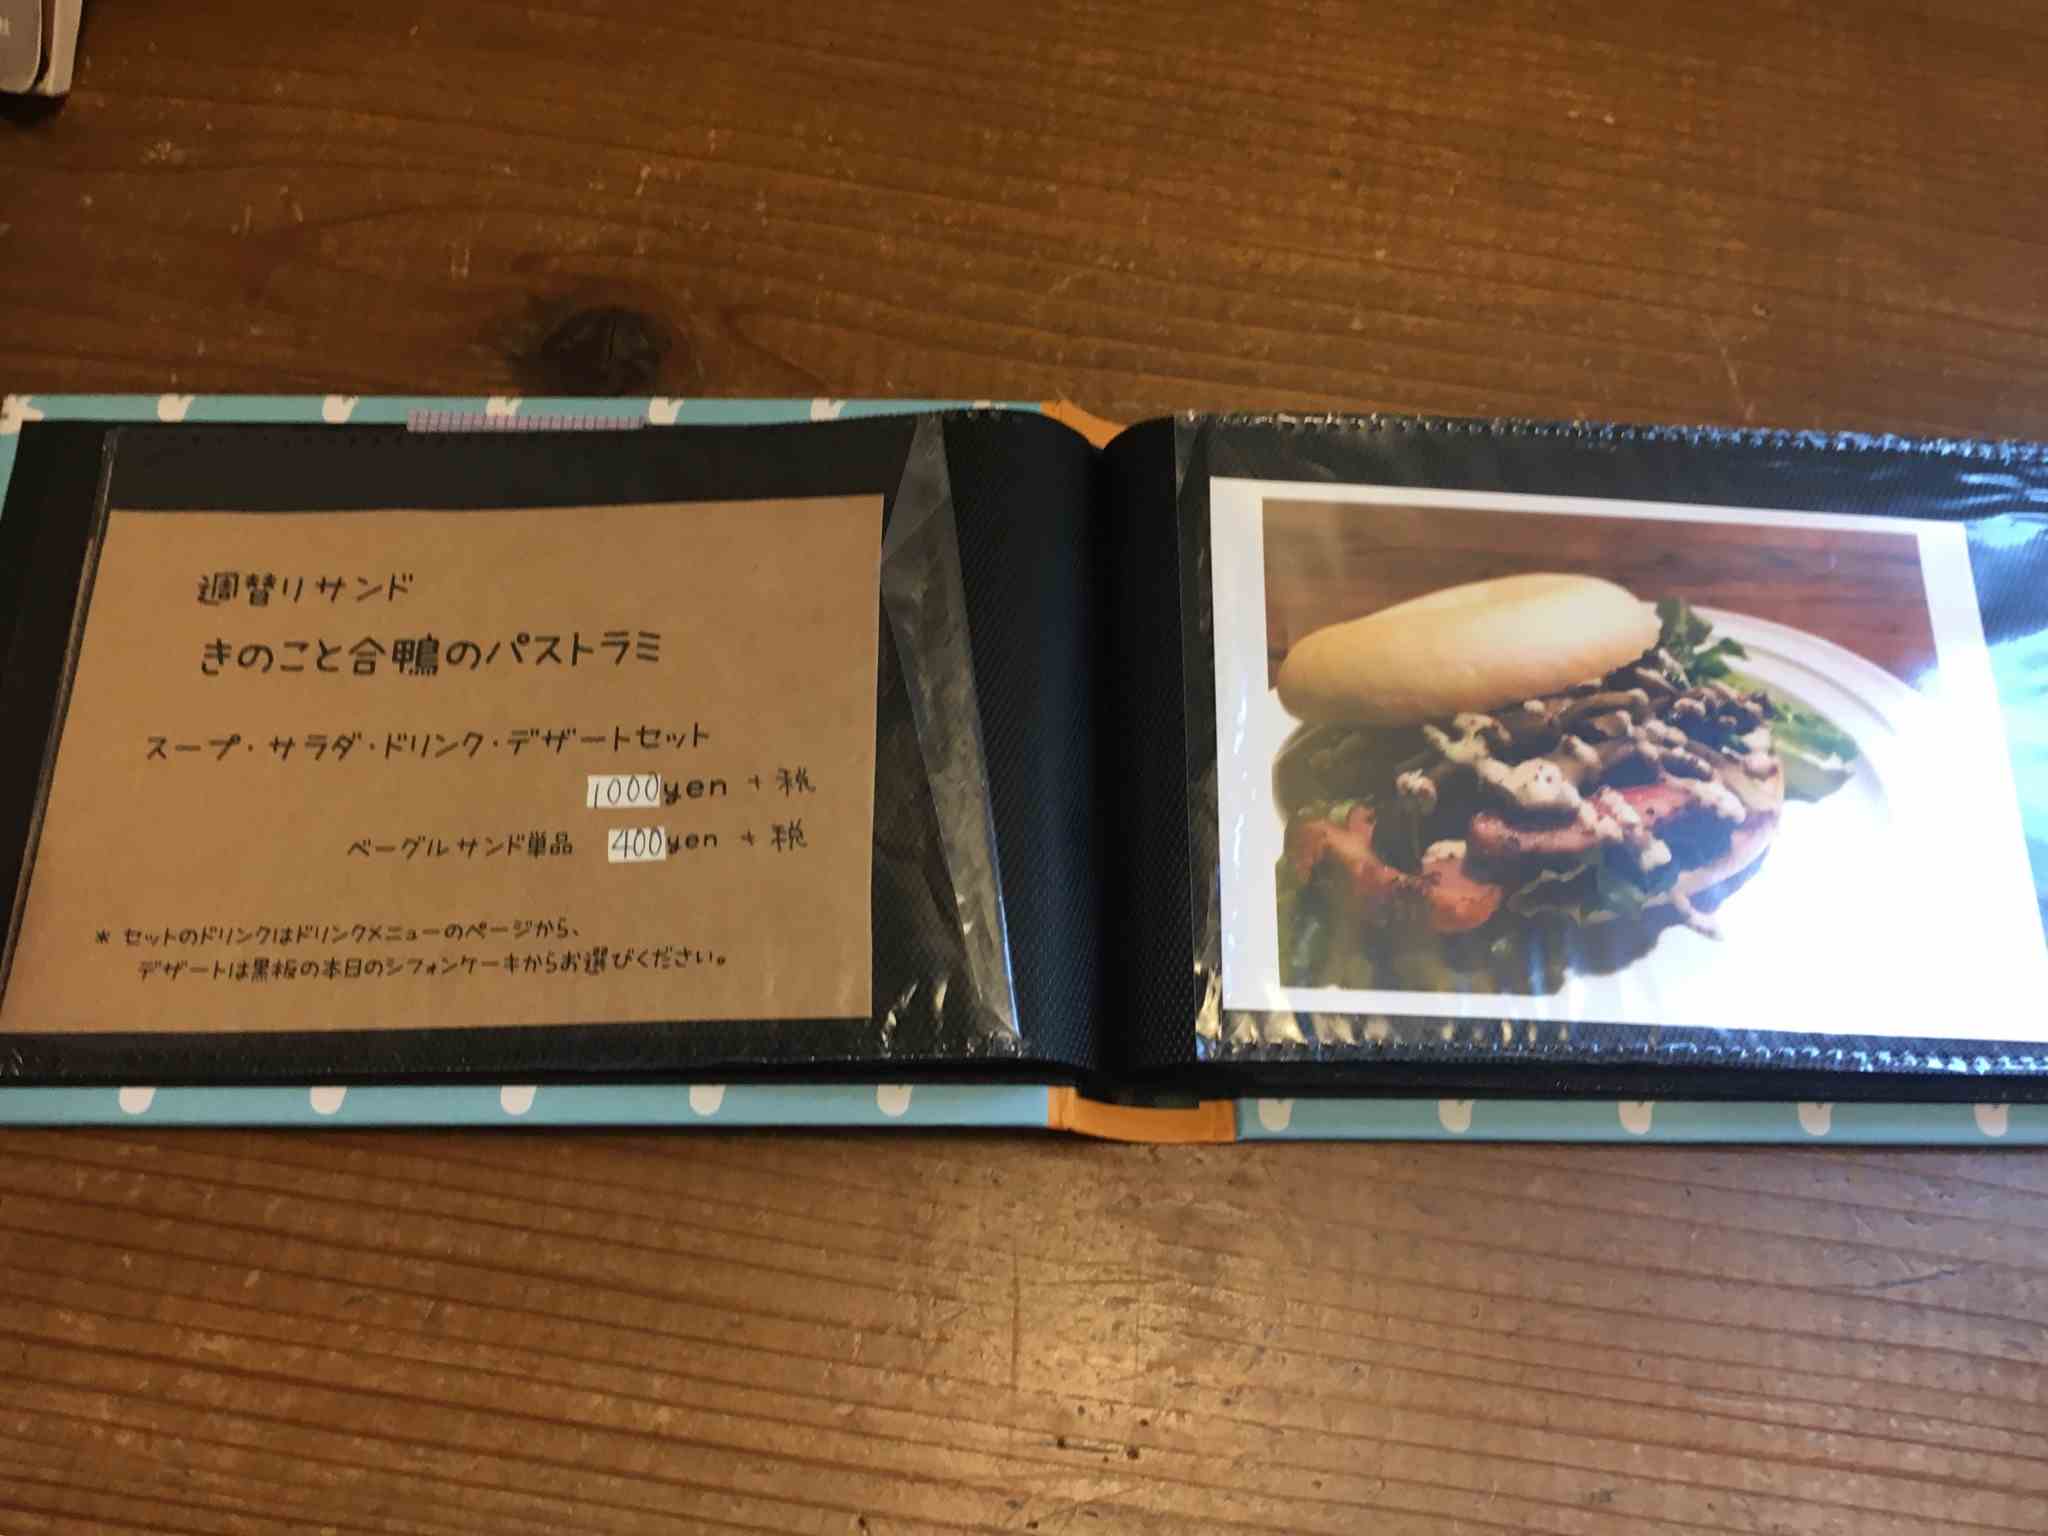 週替りサンド
きのこと合鴨のパストラミ
スープ・サラダ・ドリンク・デザートセット
1000yen + 税
ベーグルサンド単品 400yen + 税
* セットのドリンクはドリンクメニューのページから、
デザートは黒板の本日のシフォンケーキからお選びください。